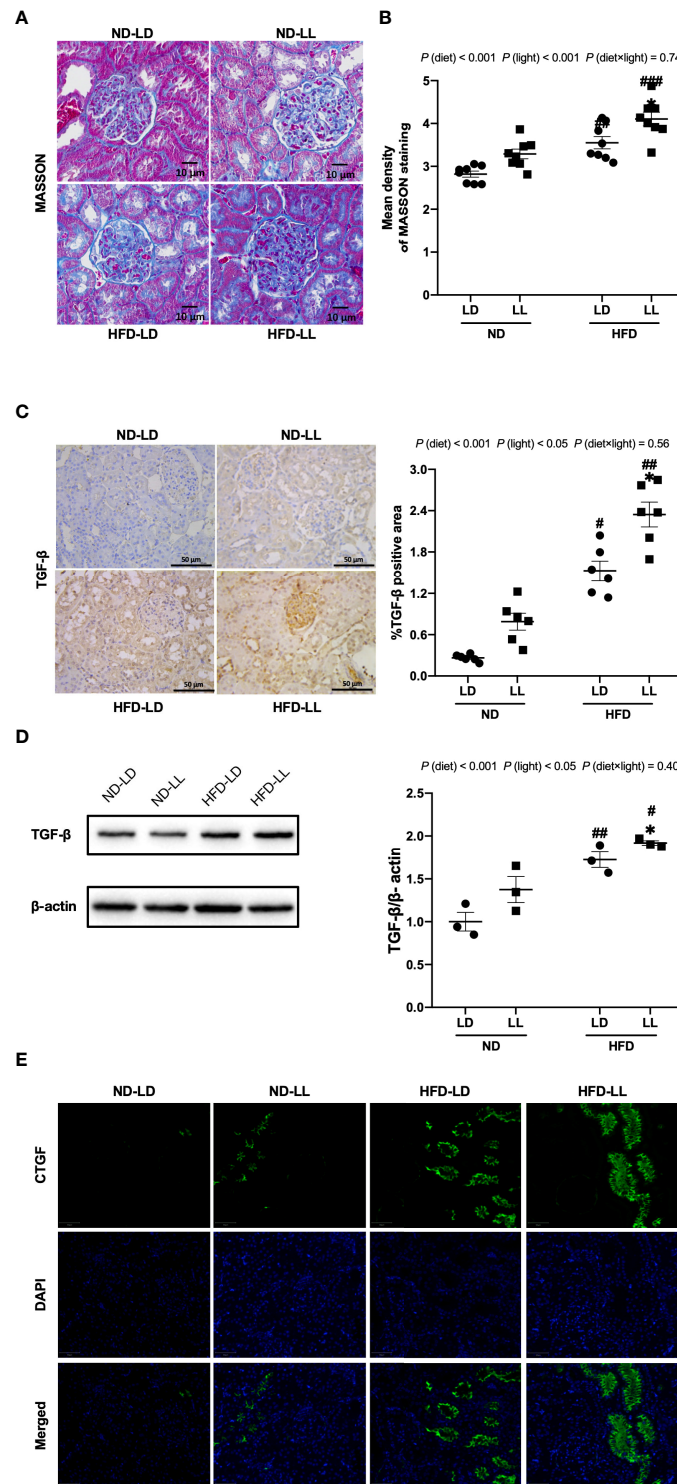 A
ND-LD ND-LL
MASSON
10 μm 10 μm
10 μm 10 μm
HFD-LD HFD-LL
B
P (diet) < 0.001 P (light) < 0.001 P (diet×light) = 0.74
Mean density
of MASSON staining
5
4
3
2
1
0
##
###
*
LD LL LD LL
ND HFD
C
ND-LD ND-LL
TGF-β
50 μm 50 μm
50 μm 50 μm
HFD-LD HFD-LL
P (diet) < 0.001 P (light) < 0.05 P (diet×light) = 0.56
%TGF-β positive area
3.0
2.4
1.8
1.2
0.6
0.0
#
##
*
LD LL LD LL
ND HFD
D
ND-LD ND-LL HFD-LD HFD-LL
TGF-β
β-actin
P (diet) < 0.001 P (light) < 0.05 P (diet×light) = 0.40
TGF-β/β- actin
2.5
2.0
1.5
1.0
0.5
0.0
##
#
*
LD LL LD LL
ND HFD
E
ND-LD ND-LL HFD-LD HFD-LL
CTGF
DAPI
Merged